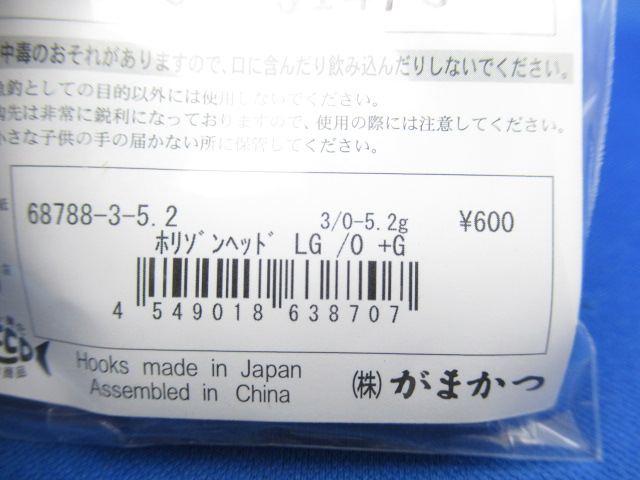 中毒のおそれがありますので、口に含んだり飲み込んだりしないでください。
釣としての目的以外には使用しないでください。
先は非常に鋭利になっておりますので、使用の際には注意してください。
小さな子供の手の届かない所に保管してください。
68788-3-5.2
3/0-5.2g
¥600
ﾎﾘｿﾞﾝﾍｯﾄﾞ LG /0 +G
4 549018 638707
Hooks made in Japan
Assembled in China
(株) がまかつ